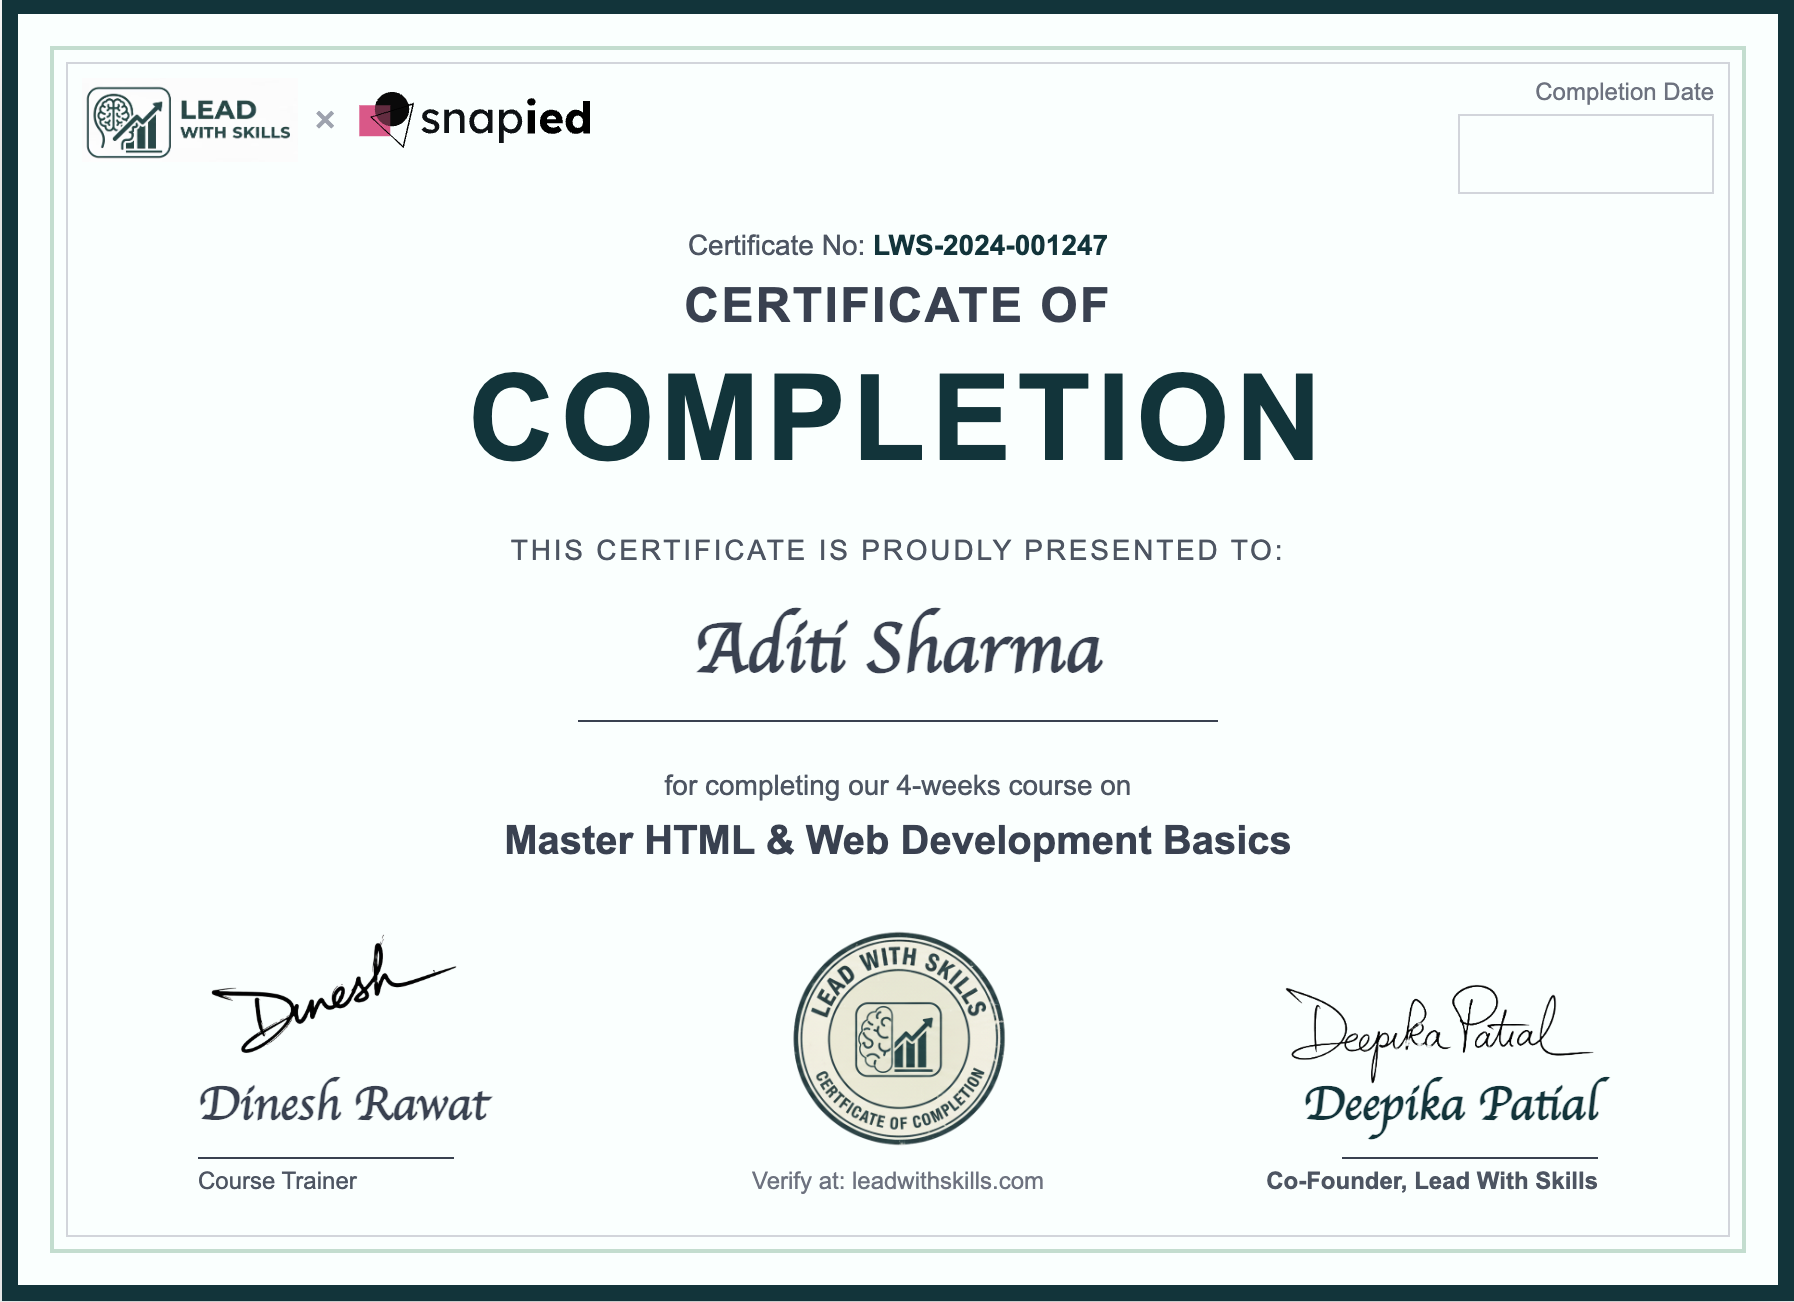 LEAD
WITH SKILLS
×
snapied
Completion Date
Certificate No: LWS-2024-001247
CERTIFICATE OF
COMPLETION
THIS CERTIFICATE IS PROUDLY PRESENTED TO:
Aditi Sharma
for completing our 4-weeks course on
Master HTML & Web Development Basics
Dinesh
Dinesh Rawat
Course Trainer
LEAD WITH SKILLS
CERTFICATE OF COMPLETION
Verify at: leadwithskills.com
Deepika Patial
Deepika Patial
Co-Founder, Lead With Skills